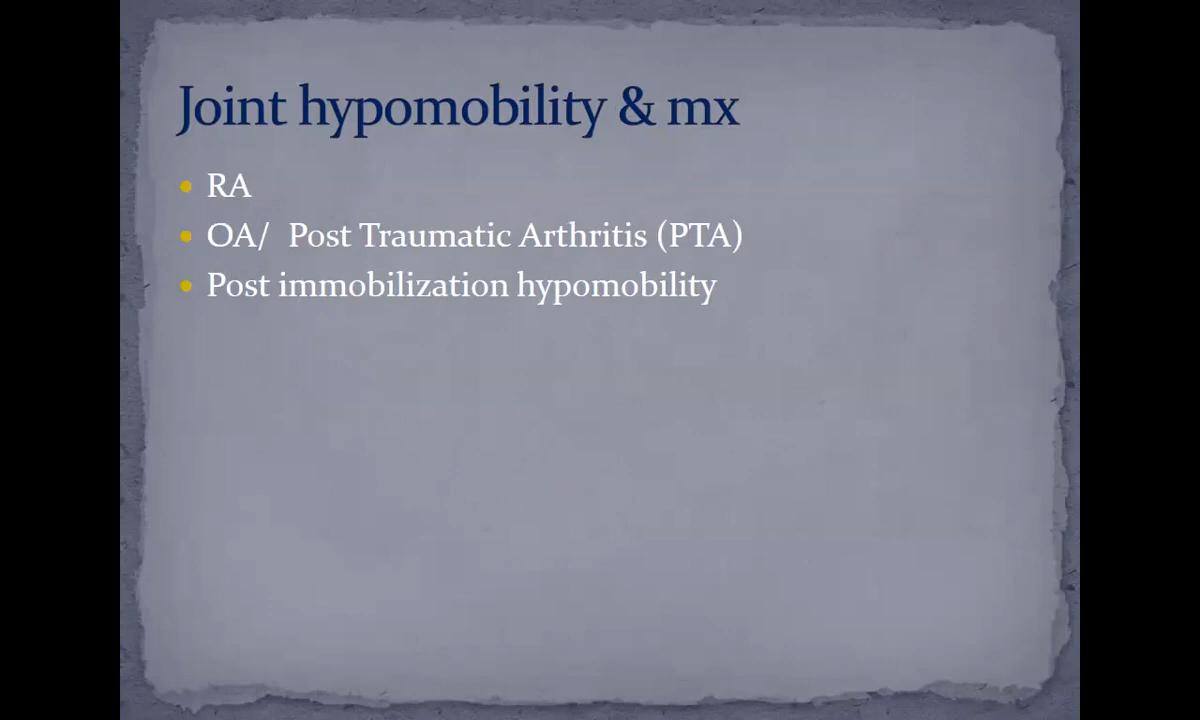 Joint hypomobility & mx
RA
OA/  Post Traumatic Arthritis (PTA)
Post immobilization hypomobility